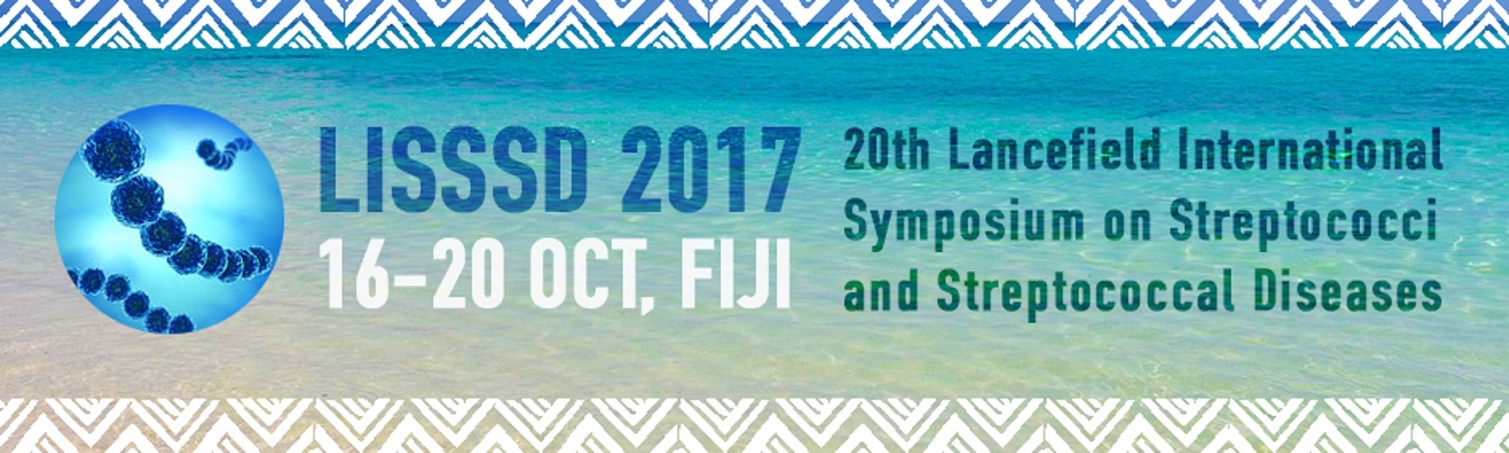 LISSSD 2017
16-20 OCT, FIJI
20th Lancefield International
Symposium on Streptococci
and Streptococcal Diseases